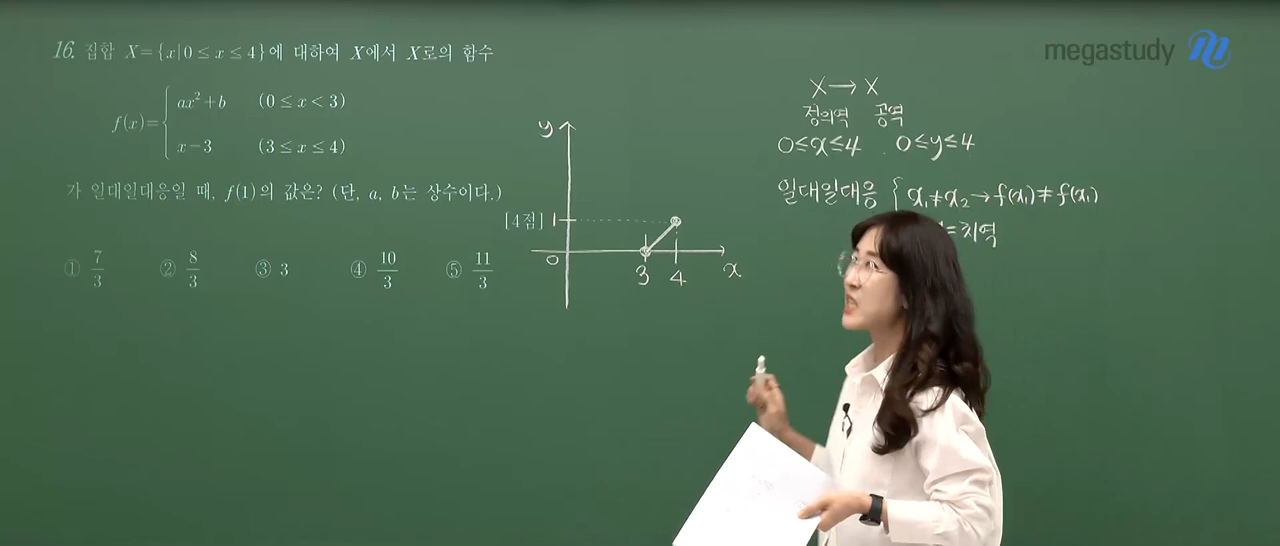 16. 집합 X={x|0≤x≤4}에 대하여 X에서 X로의 함수
f(x)={ ax²+b (0≤x<3)
x-3 (3≤x≤4)
가 일대일대응일 때, f(1)의 값은? (단, a, b는 상수이다.)
[4점]
① 7/3 ② 8/3 ③ 3 ④ 10/3 ⑤ 11/3
y
1
0 3 4 x
megastudy
X→X
정의역 공역
0≤x≤4 . 0≤y≤4
일대일대응 { x₁≠x₂→f(x₁)≠f(x₁)
=치역